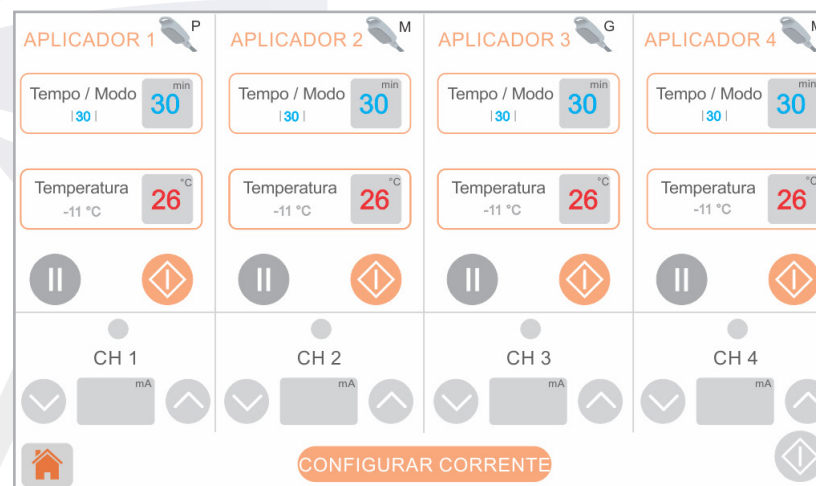 APLICADOR 1
P
Tempo / Modo
|30|
min
30
Temperatura
-11 °C
°C
26
APLICADOR 2
M
Tempo / Modo
|30|
min
30
Temperatura
-11 °C
°C
26
APLICADOR 3
G
Tempo / Modo
|30|
min
30
Temperatura
-11 °C
°C
26
APLICADOR 4
Tempo / Modo
|30|
min
30
Temperatura
-11 °C
°C
26
CH 1
mA
CH 2
mA
CH 3
mA
CH 4
mA
CONFIGURAR CORRENTE